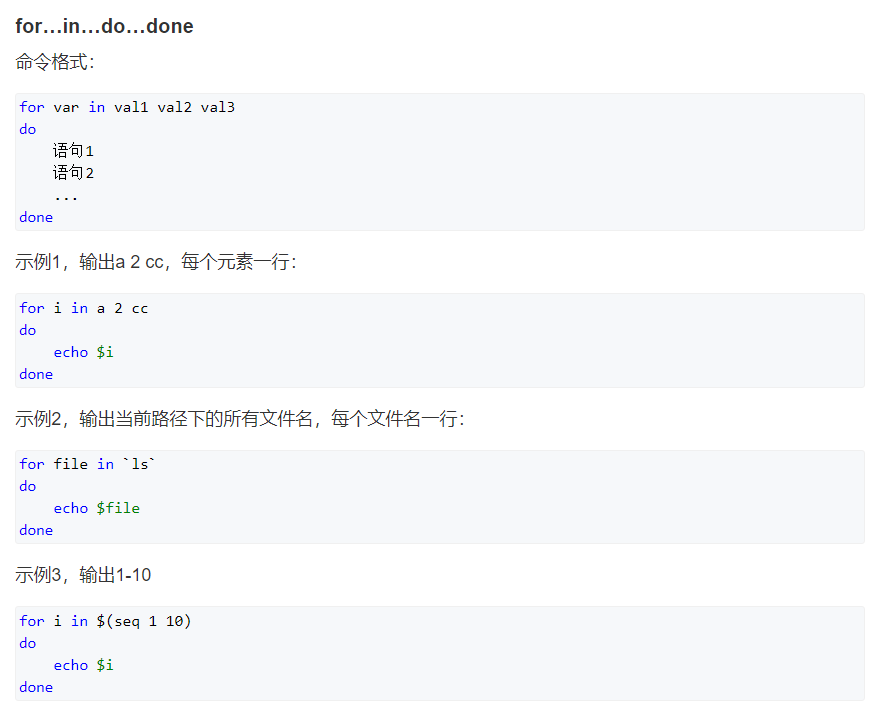 for…in…do…done
命令格式：
for var in val1 val2 val3
do
    语句1
    语句2
    ...
done
示例1，输出a 2 cc，每个元素一行：
for i in a 2 cc
do
    echo $i
done
示例2，输出当前路径下的所有文件名，每个文件名一行：
for file in `ls`
do
    echo $file
done
示例3，输出1-10
for i in $(seq 1 10)
do
    echo $i
done